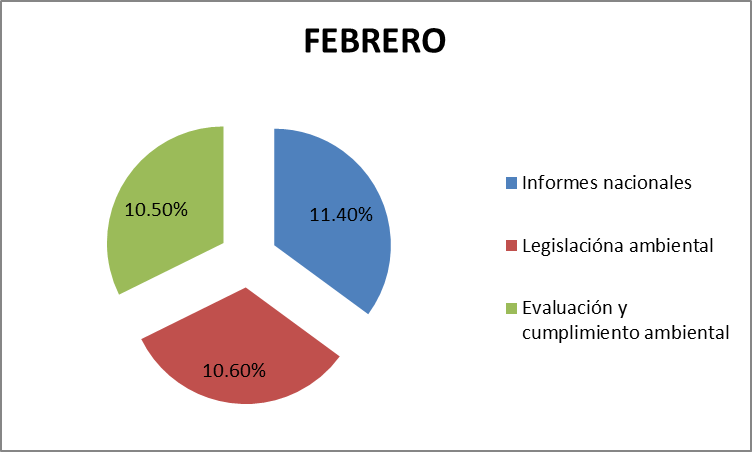 FEBRERO
10.50%
11.40%
10.60%
Informes nacionales
Legislacióna ambiental
Evaluación y
cumplimiento ambiental